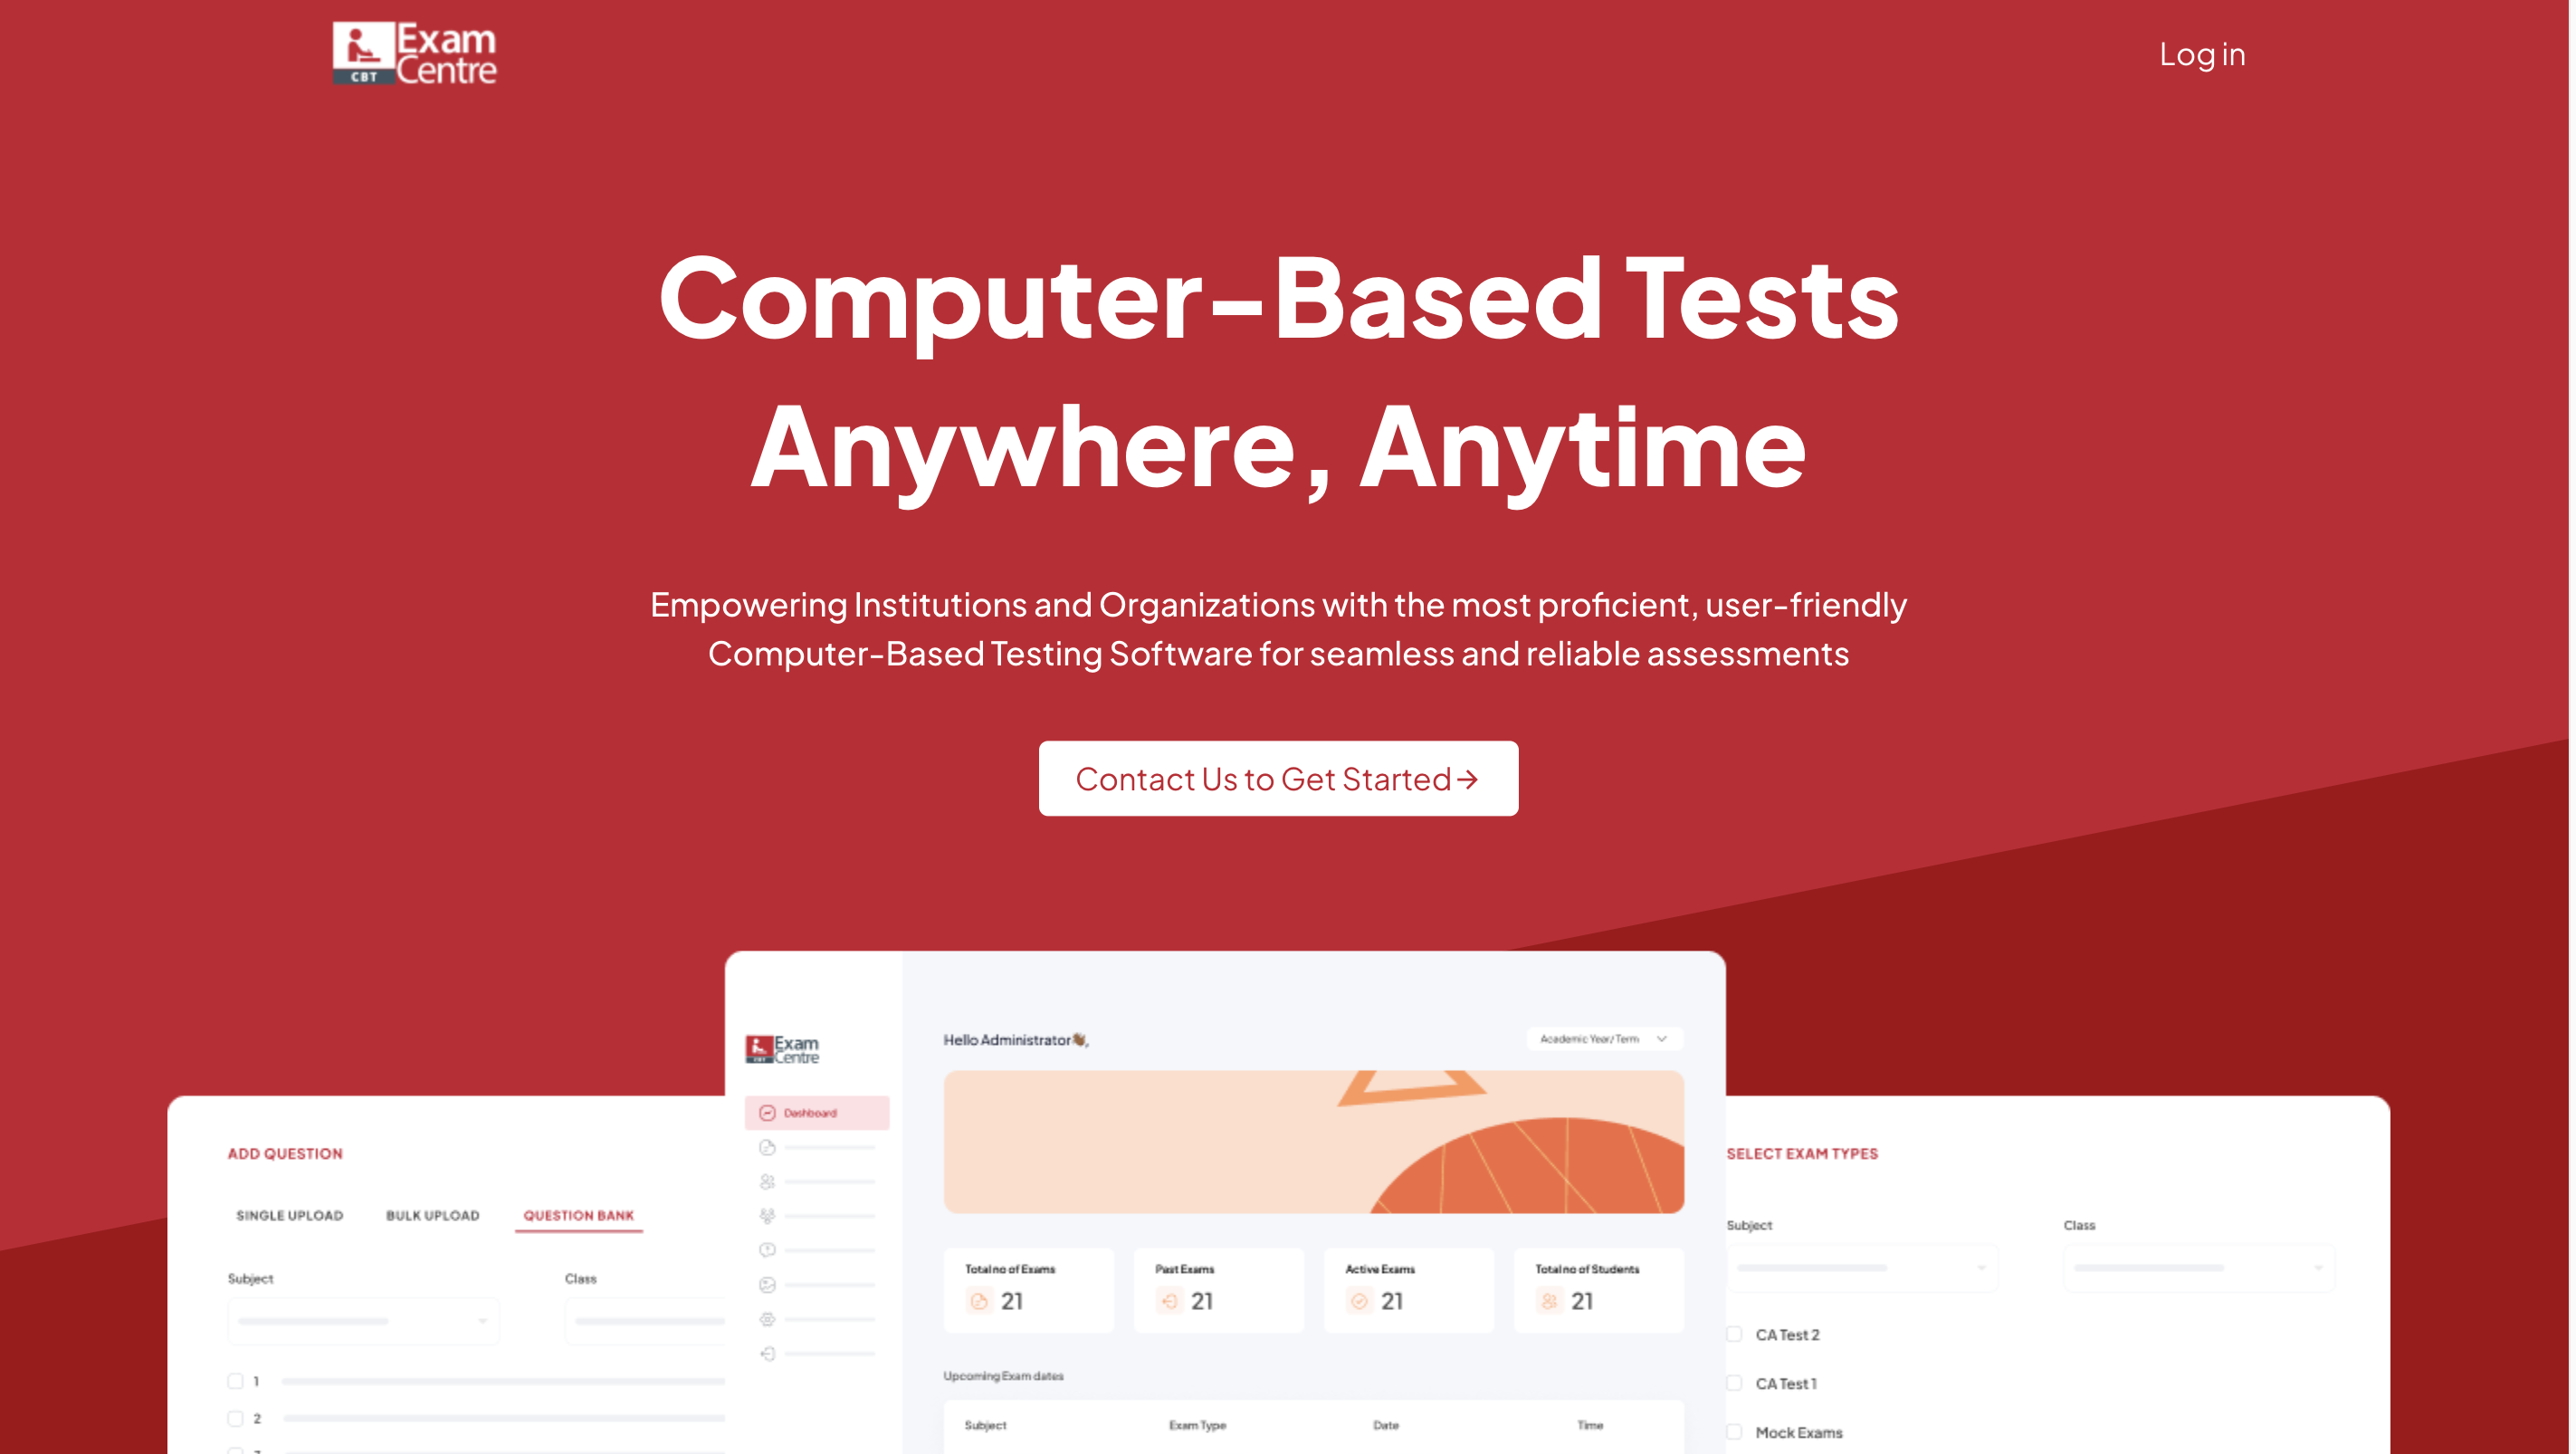 Exam
Centre
CBT
Log in
Computer-Based Tests
Anywhere, Anytime
Empowering Institutions and Organizations with the most proficient, user-friendly
Computer-Based Testing Software for seamless and reliable assessments
Contact Us to Get Started→
ADD QUESTION
SINGLE UPLOAD
BULK UPLOAD
QUESTION BANK
Subject
Class
1
2
Exam
Centre
Dashboard
Hello Administrator👋🏾,
Academic Year/Term
Total no of Exams
21
Past Exams
21
Active Exams
21
Total no of Students
21
Upcoming Exam dates
Subject
Exam Type
Date
Time
SELECT EXAM TYPES
Subject
Class
CA Test 2
CA Test 1
Mock Exams